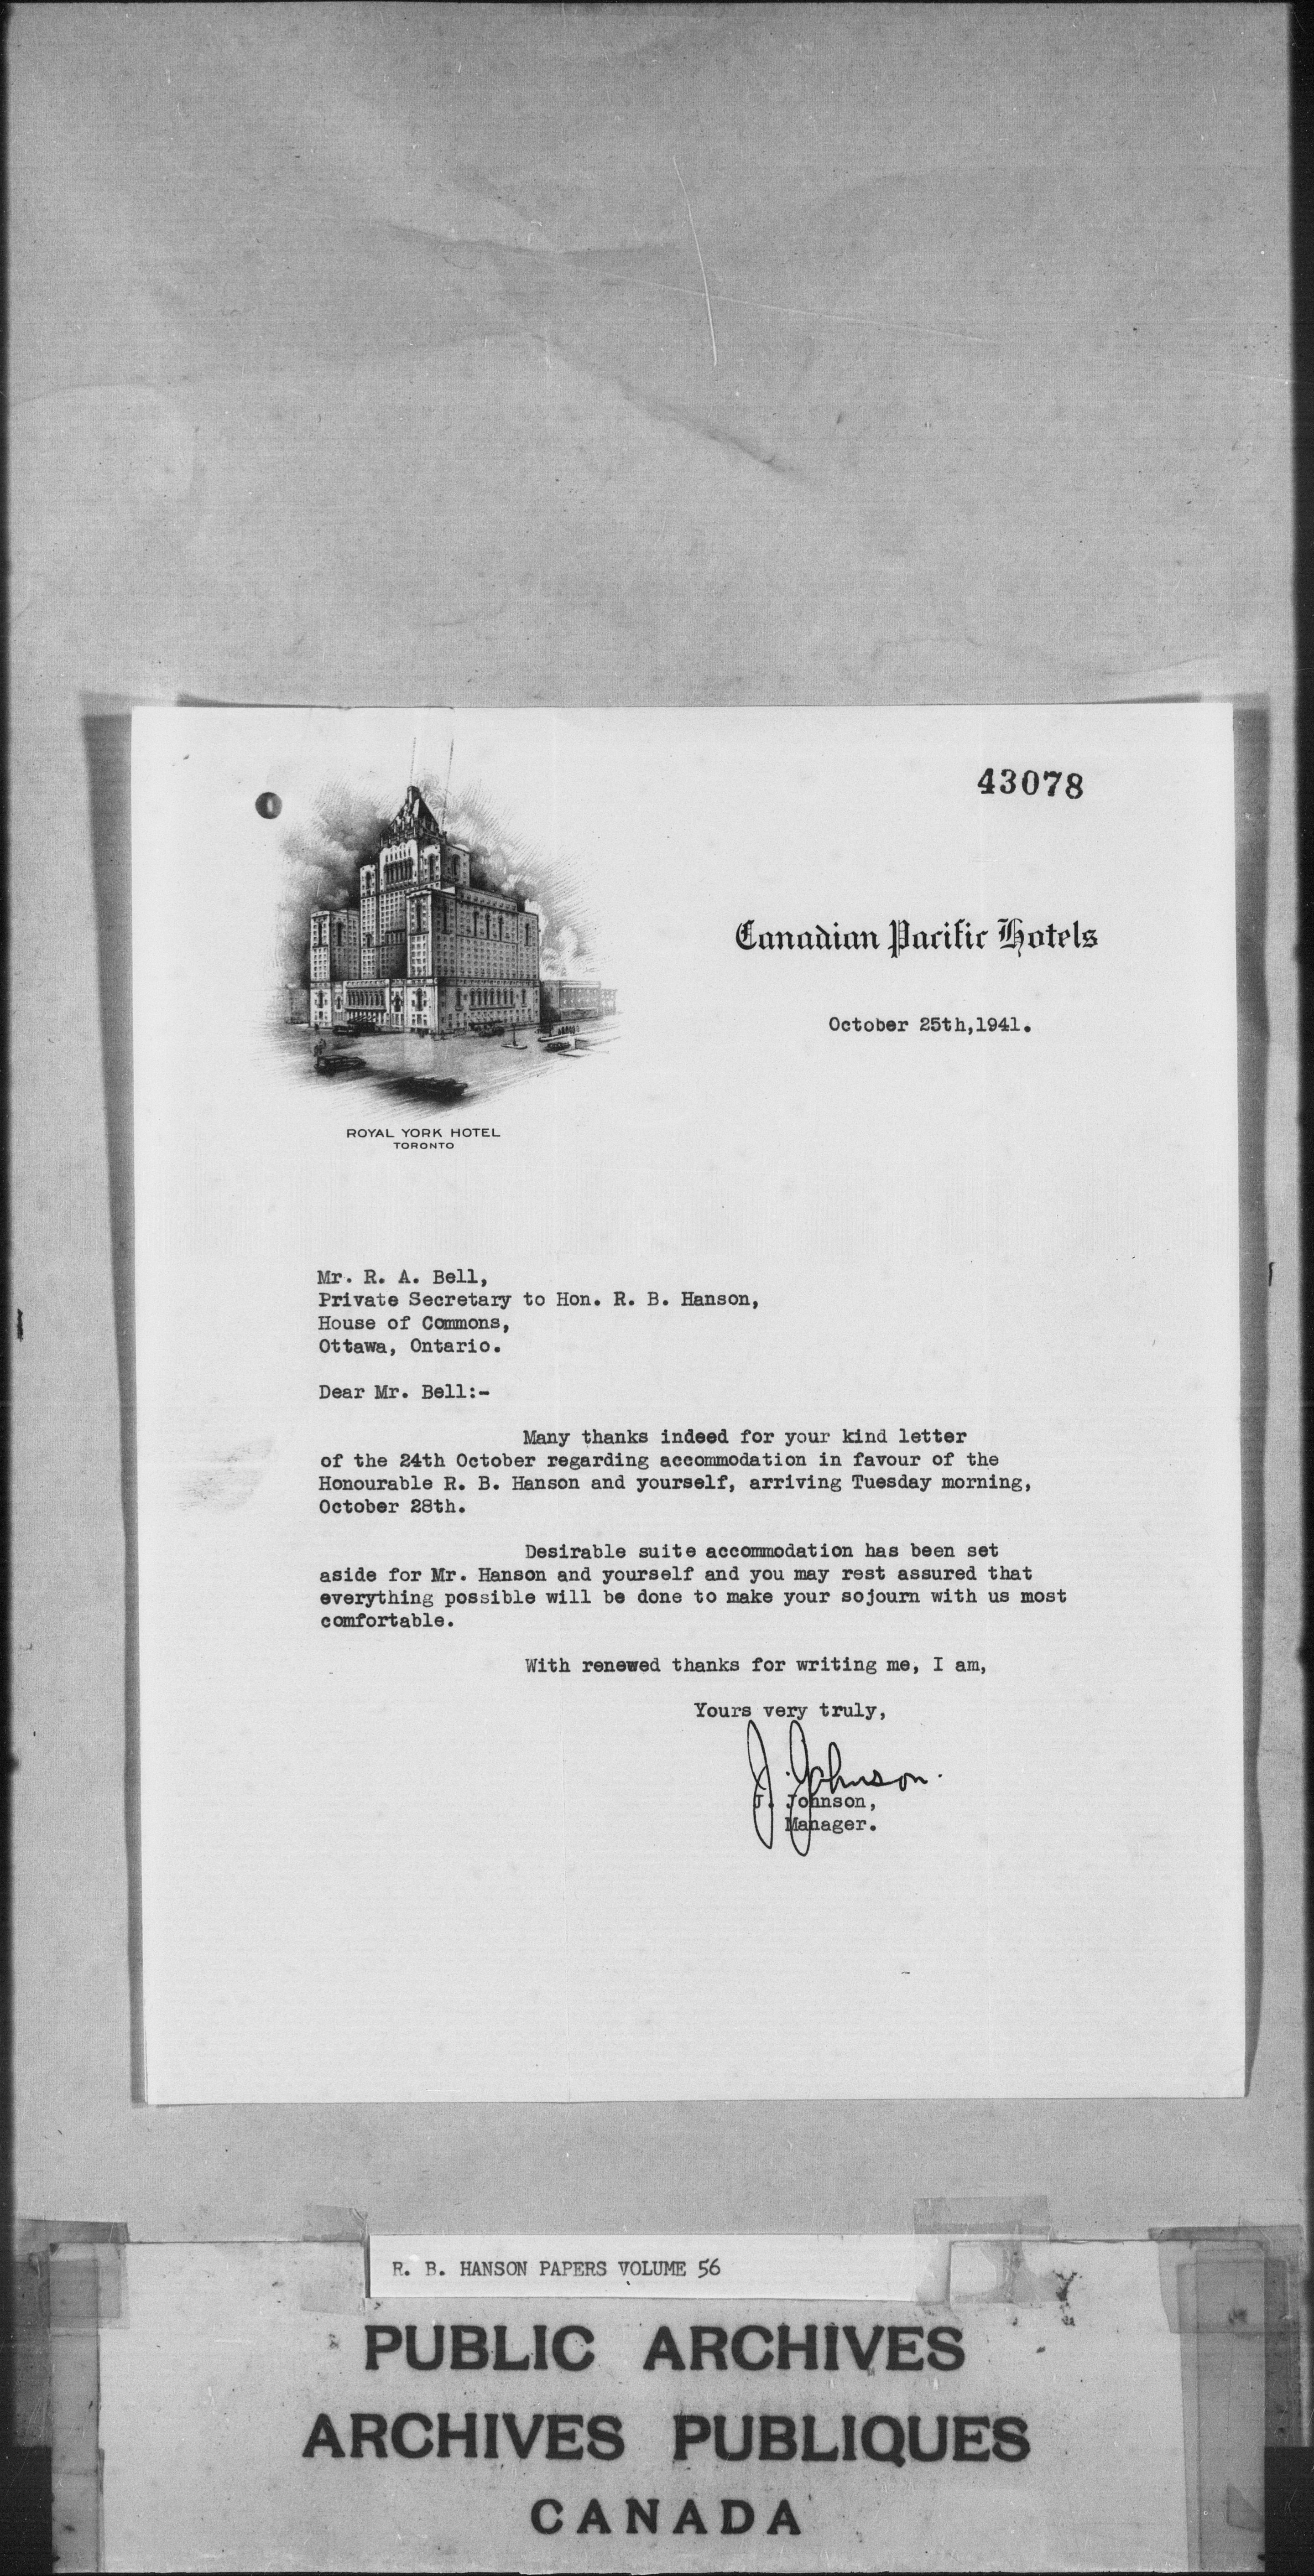 43078
Canadian Pacific Hotels
October 25th,1941.
ROYAL YORK HOTEL
TORONTO
Mr. R. A. Bell,
Private Secretary to Hon. R. B. Hanson,
House of Commons,
Ottawa, Ontario.
Dear Mr. Bell:-
Many thanks indeed for your kind letter
of the 24th October regarding accommodation in favour of the
Honourable R. B. Hanson and yourself, arriving Tuesday morning,
October 28th.
Desirable suite accommodation has been set
aside for Mr. Hanson and yourself and you may rest assured that
everything possible will be done to make your sojourn with us most
comfortable.
With renewed thanks for writing me, I am,
Yours very truly,
J. Johnson.
J. Johnson,
Manager.
R. B. HANSON PAPERS VOLUME 56
PUBLIC ARCHIVES
ARCHIVES PUBLIQUES
CANADA